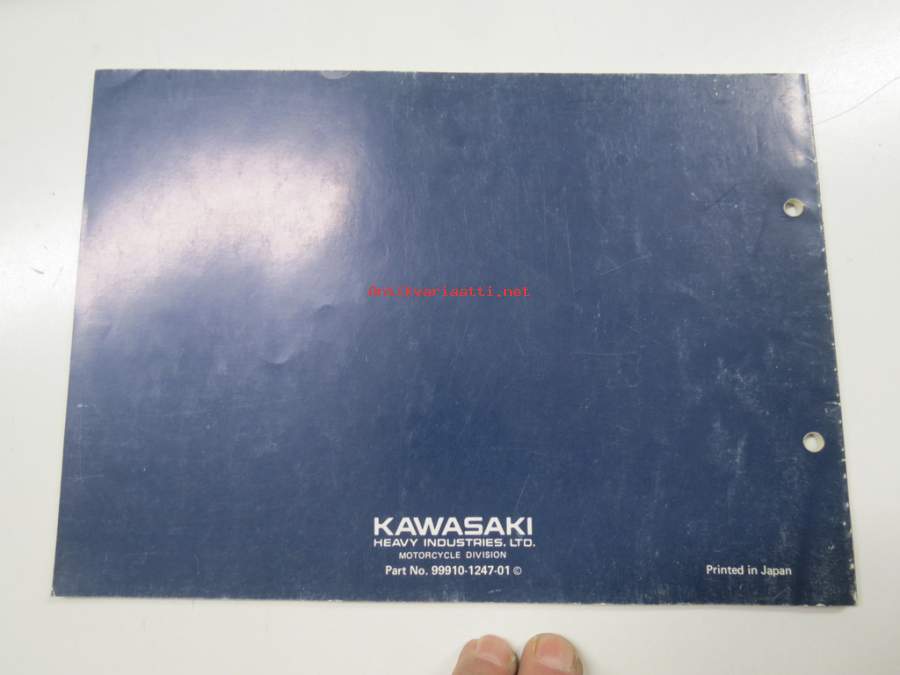 Antikvariaatti.net
KAWASAKI
HEAVY INDUSTRIES, LTD.
MOTORCYCLE DIVISION
Part No. 99910-1247-01 ©
Printed in Japan